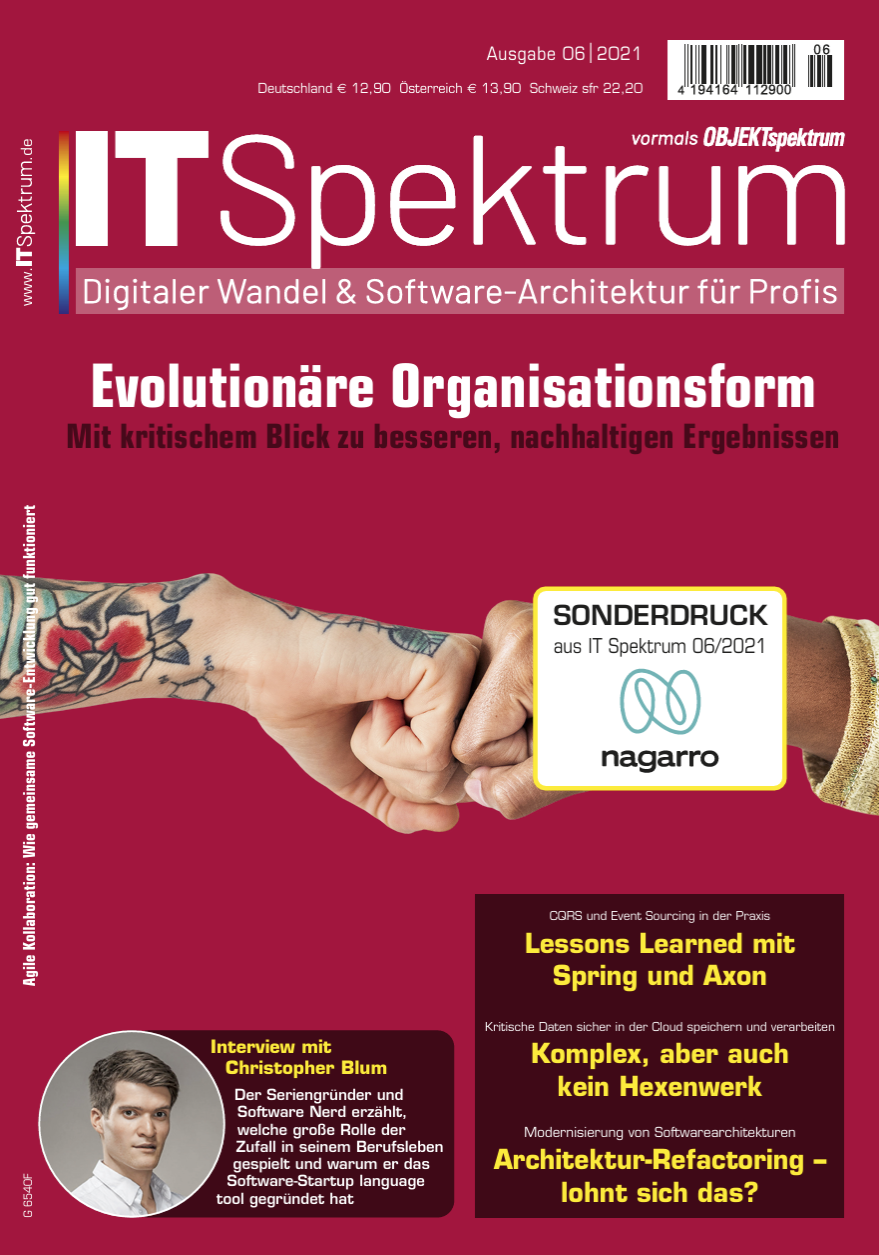 Ausgabe 06|2021
Deutschland € 12,90 Österreich € 13,90 Schweiz sfr 22,20
06
4 194164 112900
www.ITSpektrum.de
vormals OBJEKTspektrum
ITSpektrum
Digitaler Wandel & Software-Architektur für Profis
Evolutionäre Organisationsform
Mit kritischem Blick zu besseren, nachhaltigen Ergebnissen
Agile Kollaboration: Wie gemeinsame Software-Entwicklung gut funktioniert
SONDERDRUCK
aus IT Spektrum 06/2021
nagarro
CQRS und Event Sourcing in der Praxis
Lessons Learned mit
Spring und Axon
Kritische Daten sicher in der Cloud speichern und verarbeiten
Komplex, aber auch
kein Hexenwerk
Modernisierung von Softwarearchitekturen
Architektur-Refactoring –
lohnt sich das?
Interview mit
Christopher Blum
Der Seriengründer und
Software Nerd erzählt,
welche große Rolle der
Zufall in seinem Berufsleben
gespielt und warum er das
Software-Startup language
tool gegründet hat
G 6540F